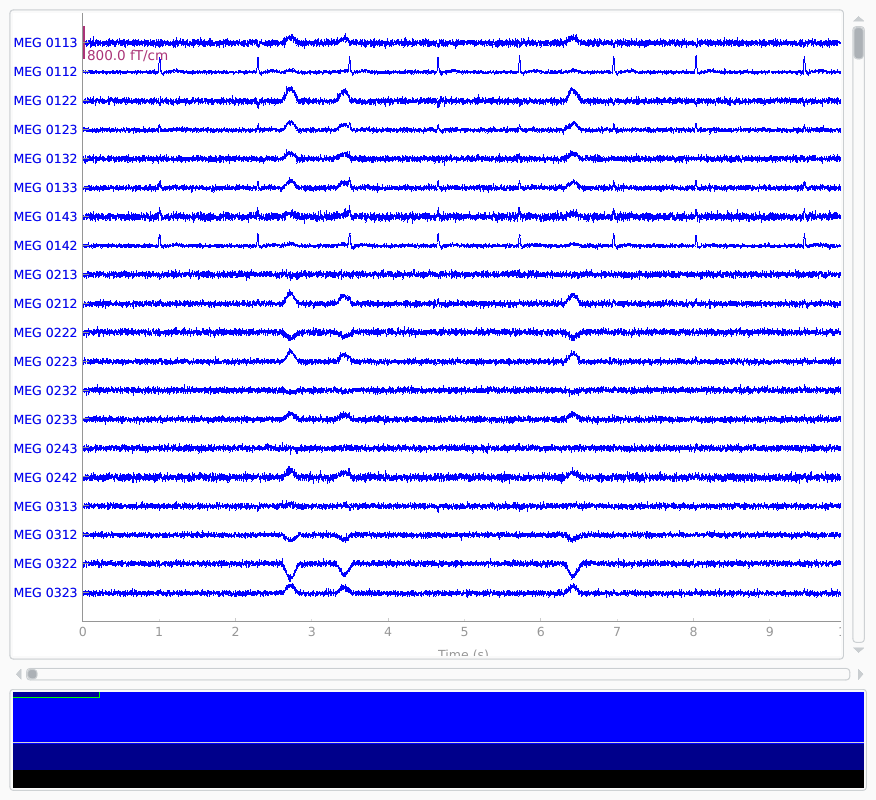 MEG 0113
800.0 fT/cm
MEG 0112
MEG 0122
MEG 0123
MEG 0132
MEG 0133
MEG 0143
MEG 0142
MEG 0213
MEG 0212
MEG 0222
MEG 0223
MEG 0232
MEG 0233
MEG 0243
MEG 0242
MEG 0313
MEG 0312
MEG 0322
MEG 0323
0 1 2 3 4 5 6 7 8 9
Time (s)